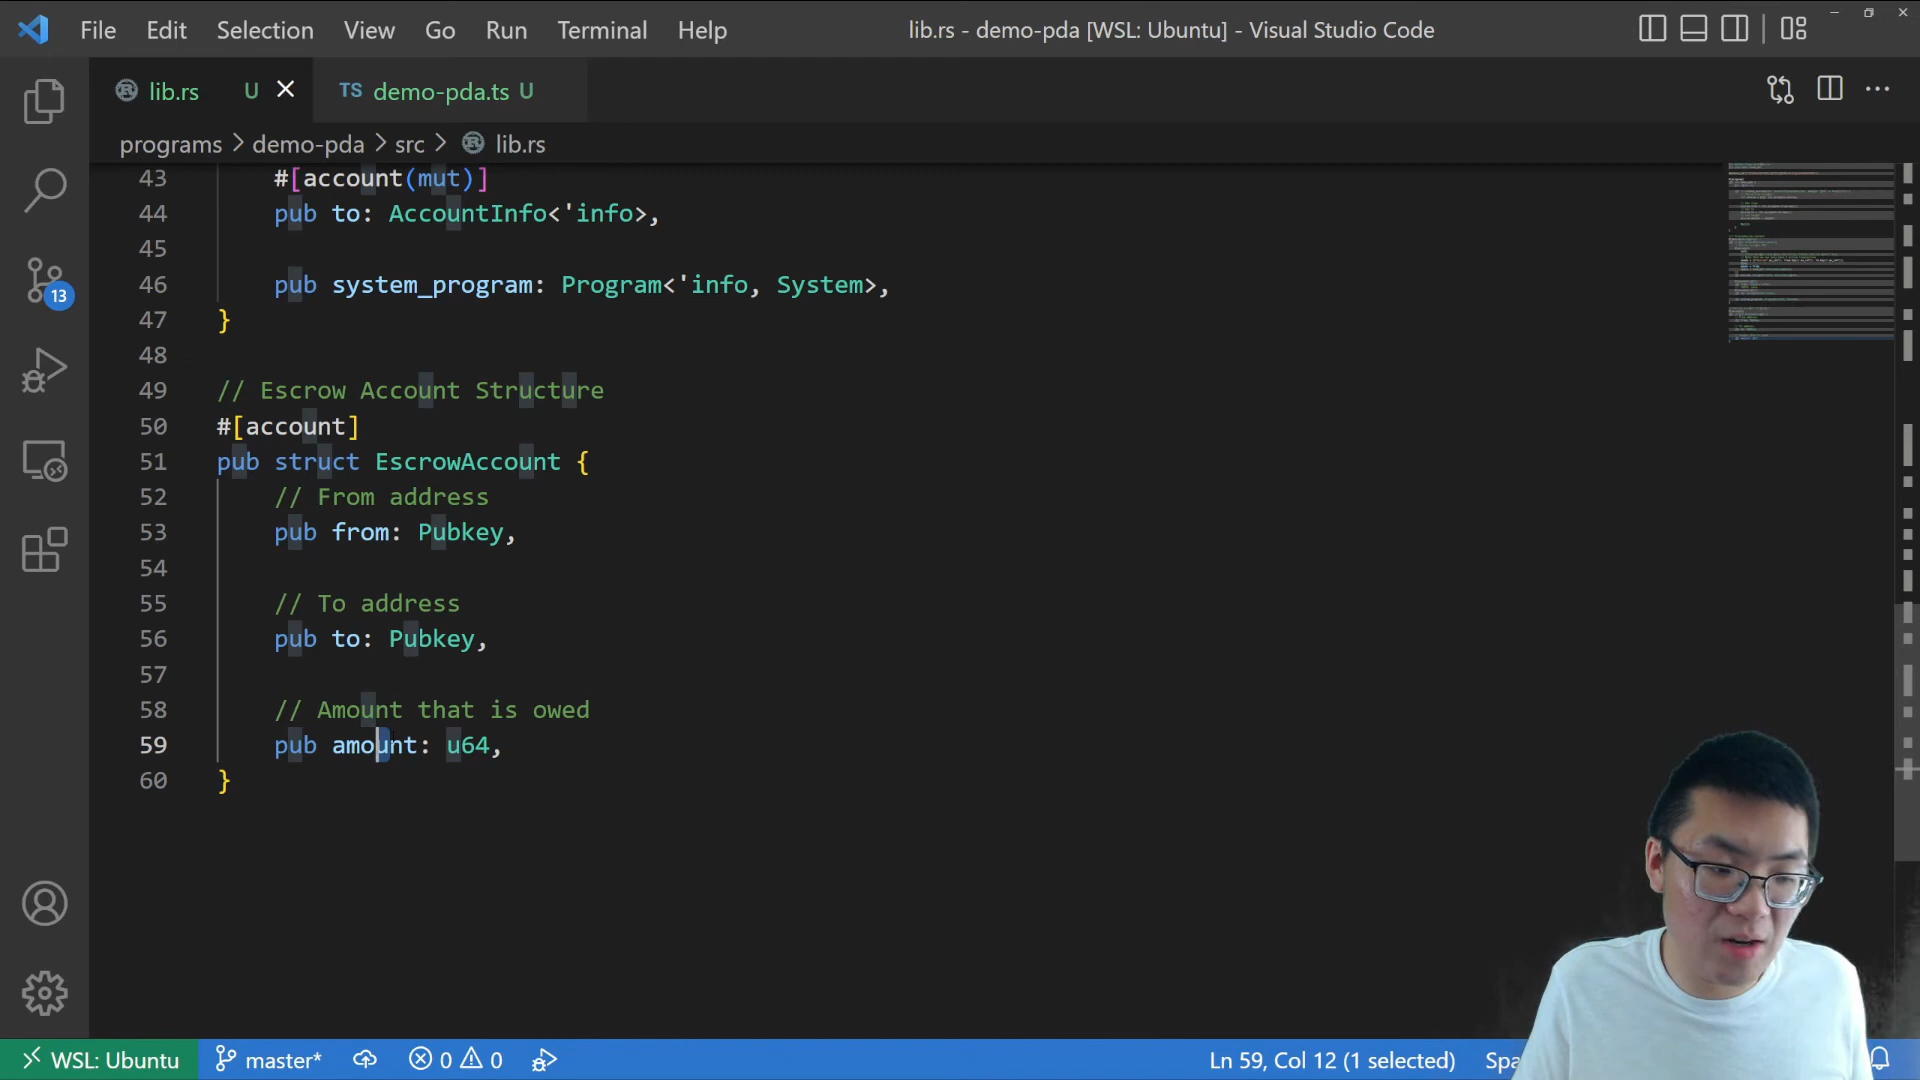 File Edit Selection View Go Run Terminal Help lib.rs - demo-pda [WSL: Ubuntu] - Visual Studio Code
lib.rs U TS demo-pda.ts U
programs > demo-pda > src > lib.rs
43 #[account(mut)]
44 pub to: AccountInfo<'info>,
45
46 pub system_program: Program<'info, System>,
47 }
48
49 // Escrow Account Structure
50 #[account]
51 pub struct EscrowAccount {
52 // From address
53 pub from: Pubkey,
54
55 // To address
56 pub to: Pubkey,
57
58 // Amount that is owed
59 pub amount: u64,
60 }
13
WSL: Ubuntu master* 0 0 Ln 59, Col 12 (1 selected)